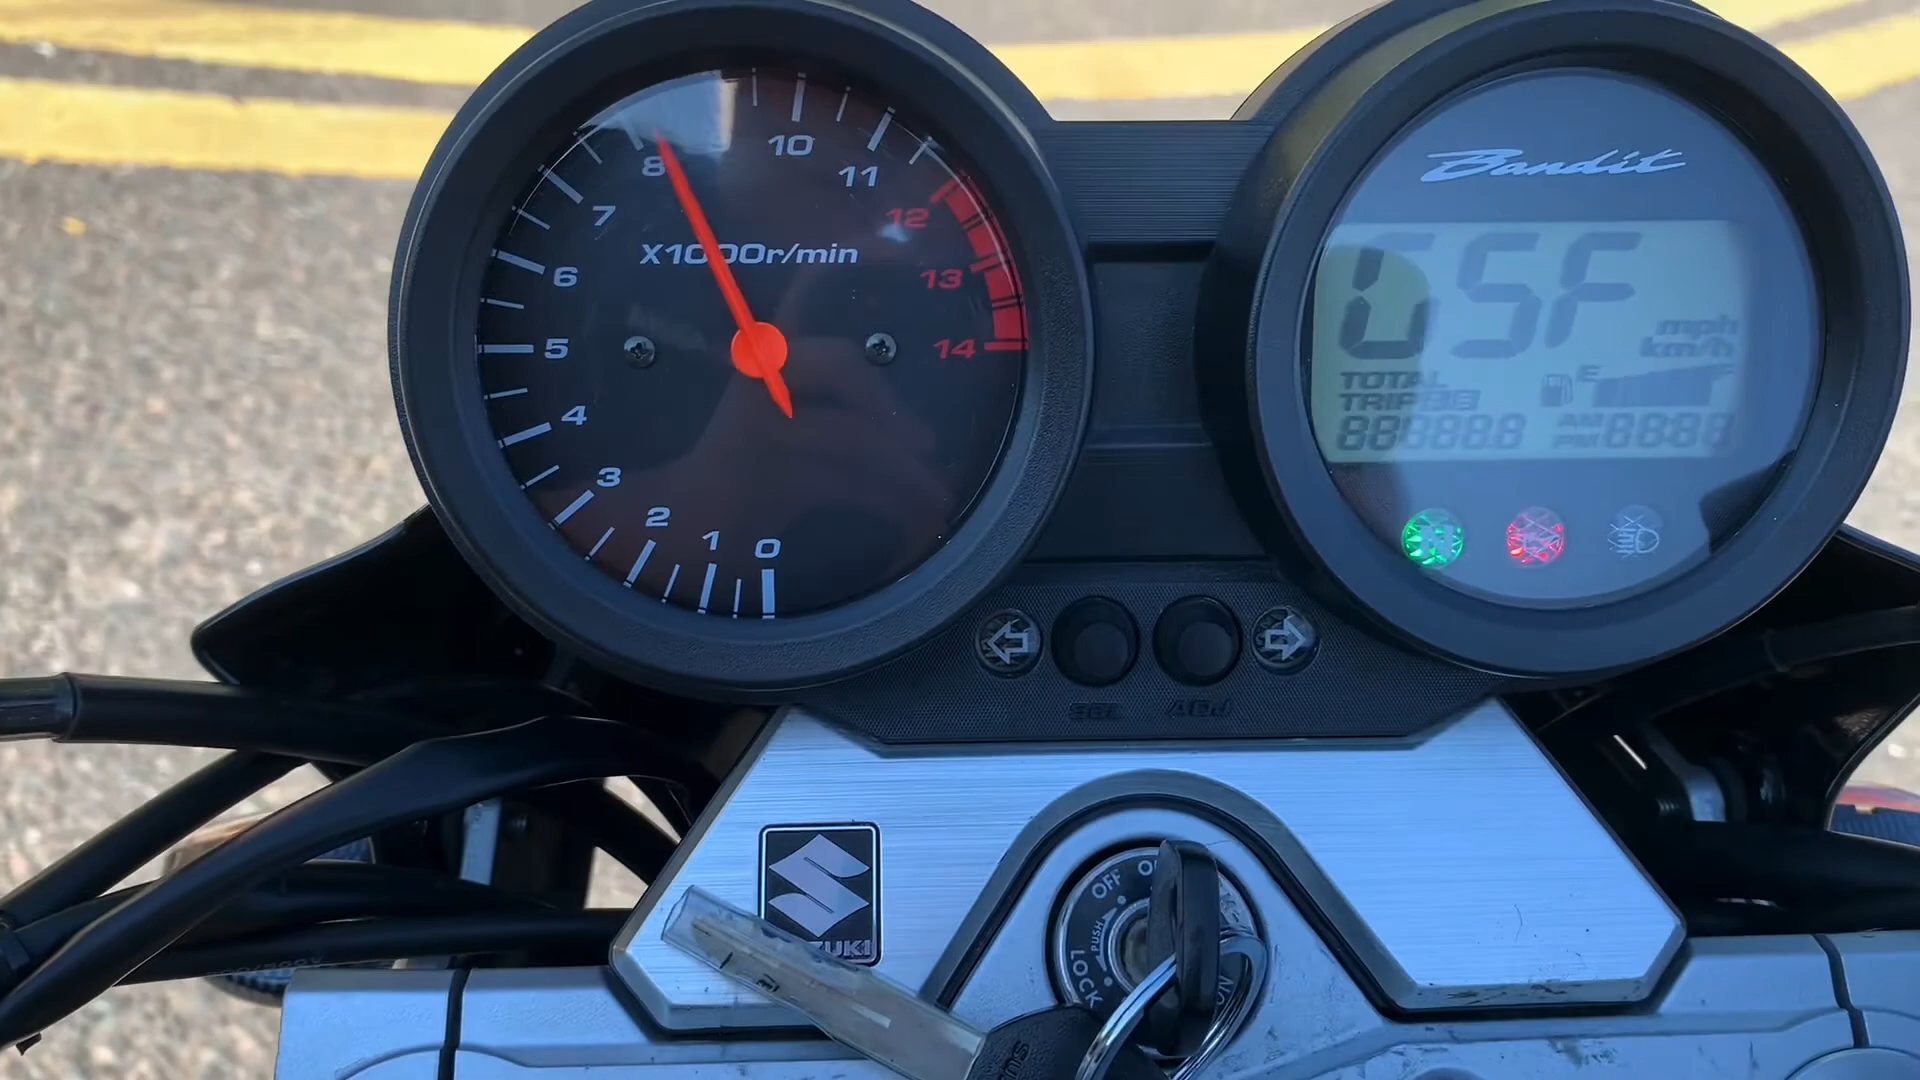 10
8
11
7
12
X1000r/min
6
13
5
14
4
3
2
1
0
Bandit
GSF
mph
km/h
TOTAL
TRIP
E
F
AM
PM
888888
8888
N
SEL
ADJ
SUZUKI
OFF
PUSH
LOCK
ON